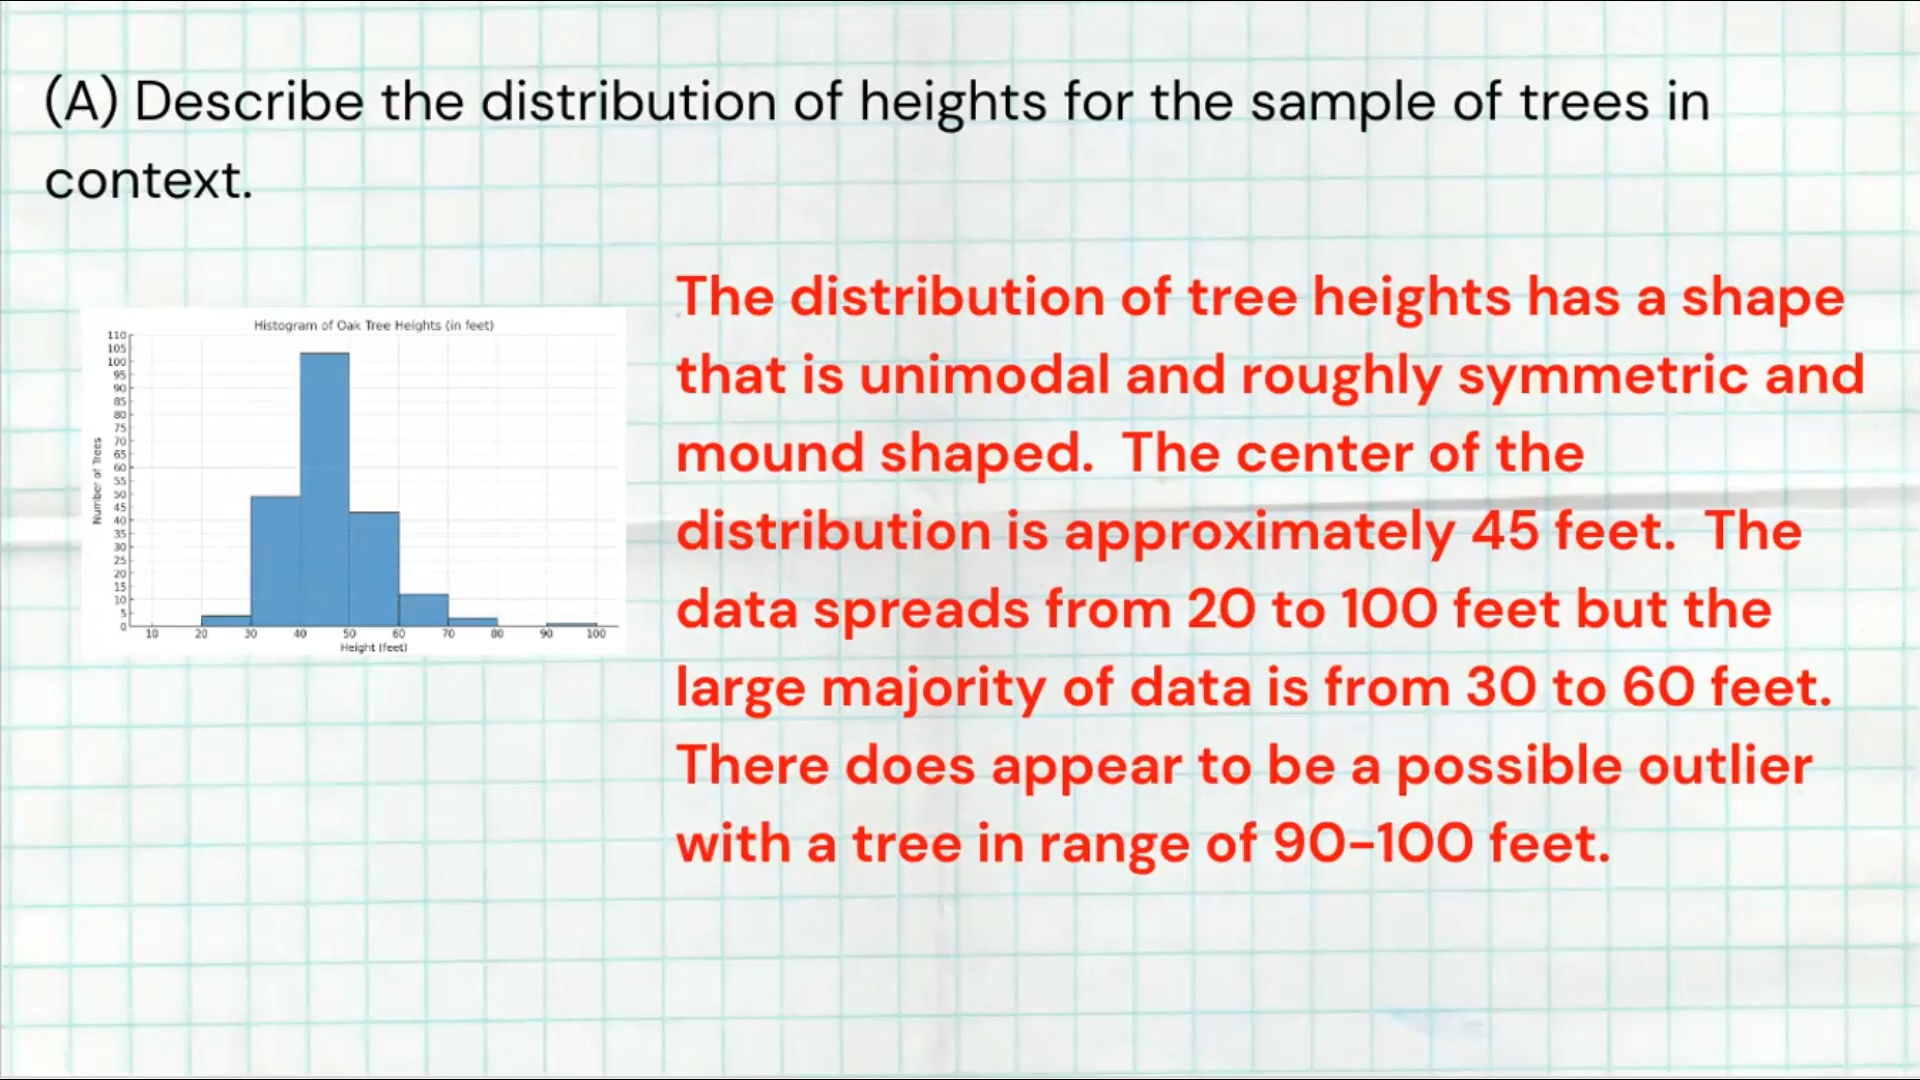 (A) Describe the distribution of heights for the sample of trees in
context.
Histogram of Oak Tree Heights (in feet)
110
105
100
95
90
85
80
75
70
65
60
55
50
45
40
35
30
25
20
15
10
5
0
Number of Trees
10 20 30 40 50 60 70 80 90 100
Height (feet)
The distribution of tree heights has a shape
that is unimodal and roughly symmetric and
mound shaped. The center of the
distribution is approximately 45 feet. The
data spreads from 20 to 100 feet but the
large majority of data is from 30 to 60 feet.
There does appear to be a possible outlier
with a tree in range of 90-100 feet.